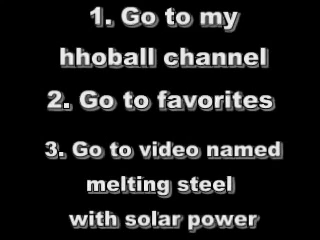 1. Go to my
hhoball channel
2. Go to favorites
3. Go to video named
melting steel
with solar power